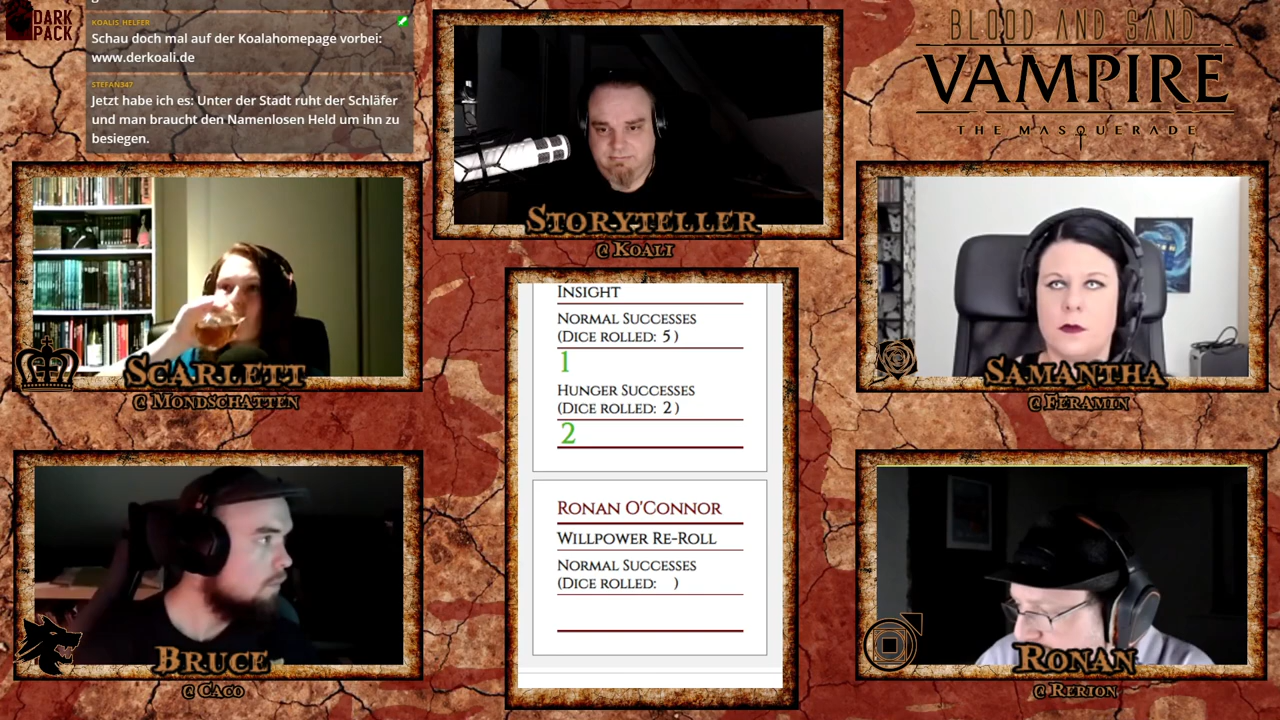 DARK
PACK
KOALIS HELFER
Schau doch mal auf der Koalahomepage vorbei:
www.derkoali.de
STEFAN347
Jetzt habe ich es: Unter der Stadt ruht der Schläfer
und man braucht den Namenlosen Held um ihn zu
besiegen.
BLOOD AND SAND
VAMPIRE
THE MASQUERADE
STORYTELLER
@ KOALI
SCARLETT
@ MONDSCHATTEN
SAMANTHA
@ FERAMIN
INSIGHT
NORMAL SUCCESSES
(DICE ROLLED: 5 )
1
HUNGER SUCCESSES
(DICE ROLLED: 2 )
2
RONAN O'CONNOR
WILLPOWER RE-ROLL
NORMAL SUCCESSES
(DICE ROLLED: )
BRUCE
@ CACO
RONAN
@ RERION